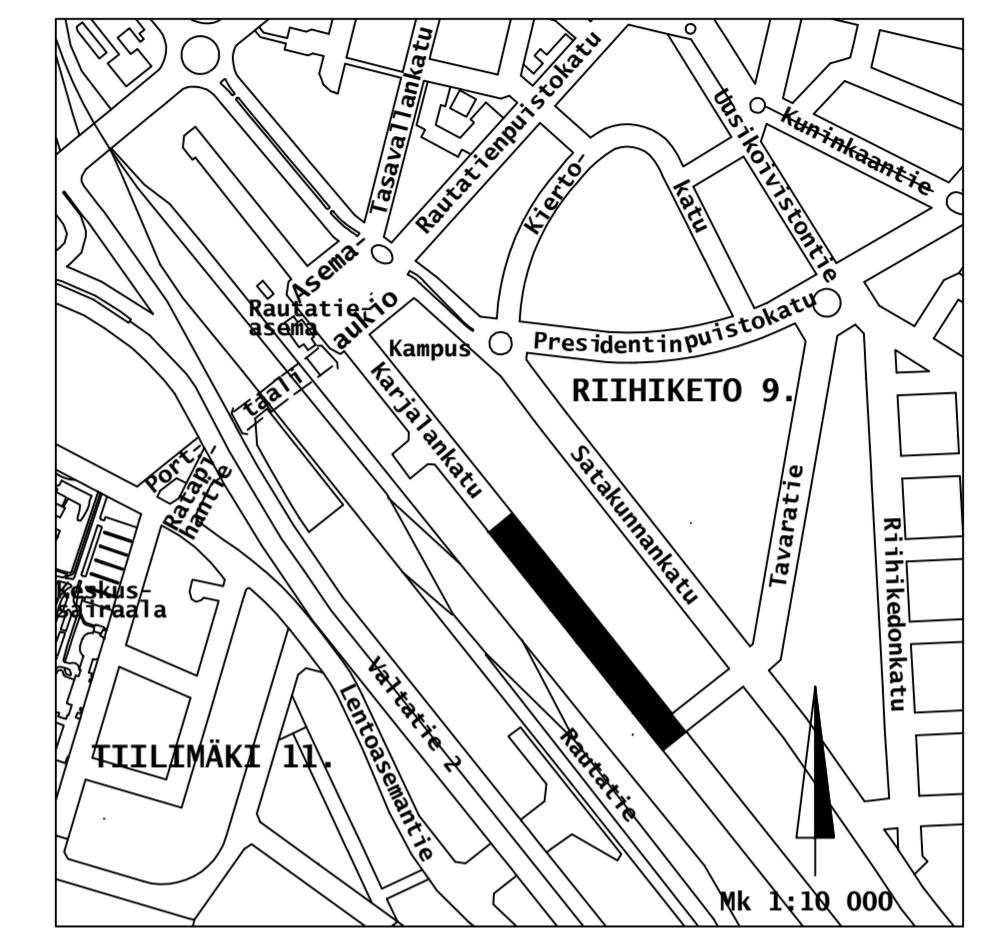 Tasavallankatu
Rautatienpuistokatu
Uusikoivistontie
Kuninkaantie
Kierto-
katu
Asema-
aukio
Rautatie-
asema
Kampus
Presidentinpuistokatu
RIIHIKETO 9.
Karjalankatu
taali
Port-
Ratapi-
hantie
Satakunnankatu
Tavaratie
Riihikedonkatu
Keskus-
sairaala
Valtatie 2
Lentoasemantie
Rautatie
TIILIMÄKI 11.
Mk 1:10 000